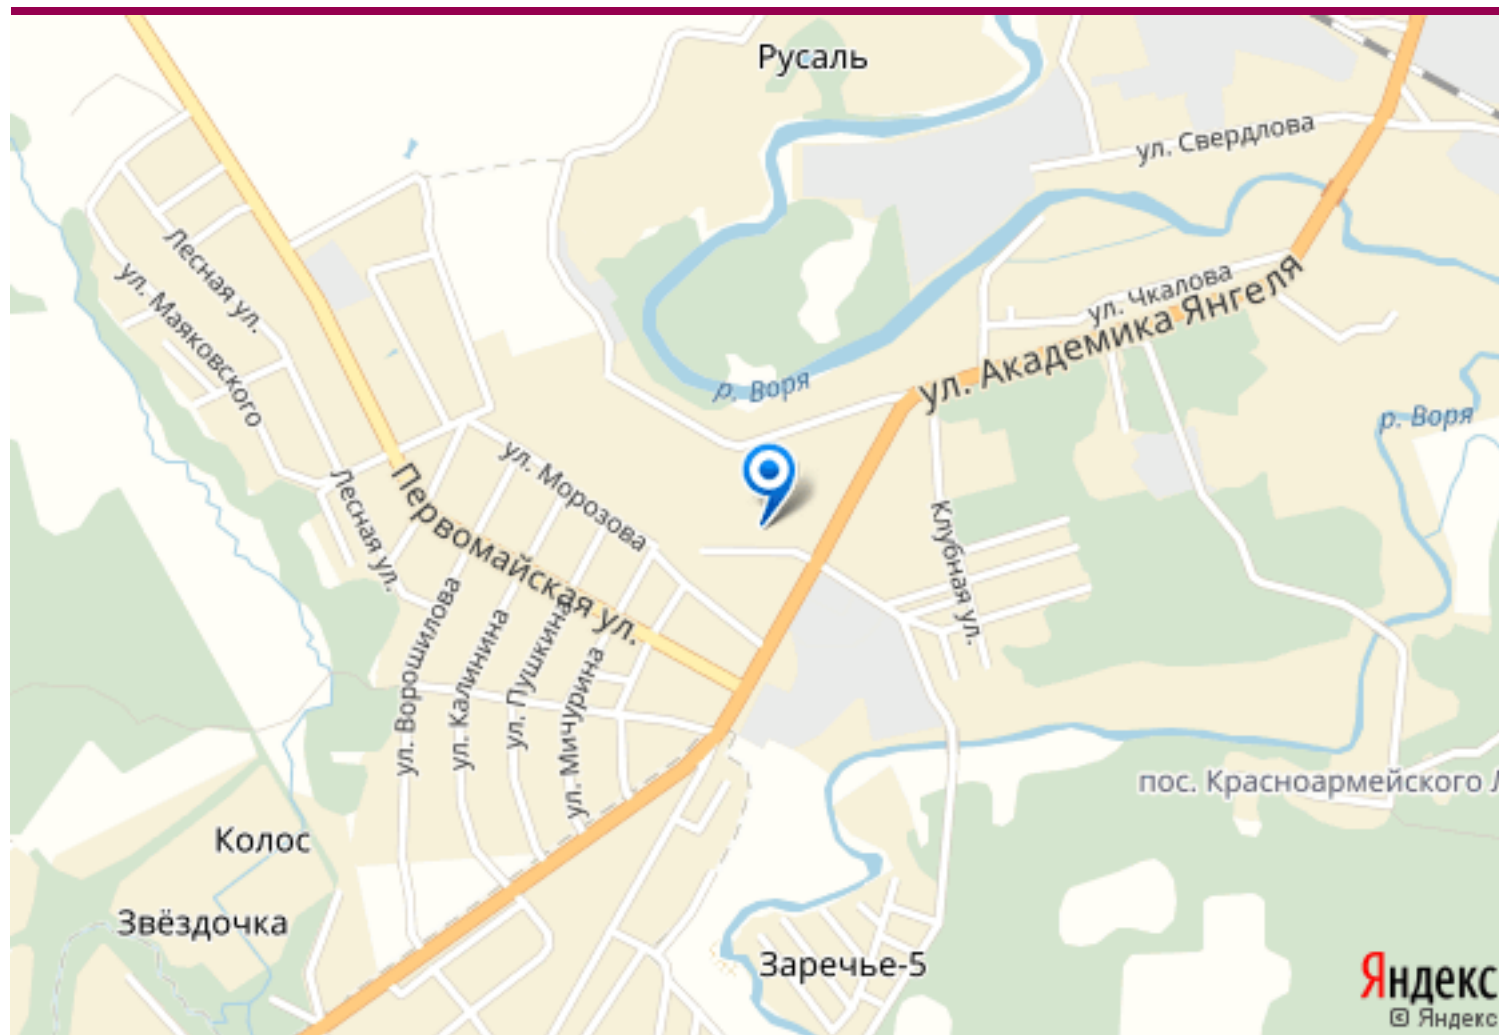 Русаль
ул. Свердлова
Лесная ул.
ул. Маяковского
ул. Чкалова
ул. Академика Янгеля
р. Воря
р. Воря
ул. Морозова
Первомайская ул.
Лесная ул.
Клубная ул.
ул. Ворошилова
ул. Калинина
ул. Пушкина
ул. Мичурина
пос. Красноармейского Л
Колос
Звёздочка
Заречье-5
Яндекс
© Яндекс